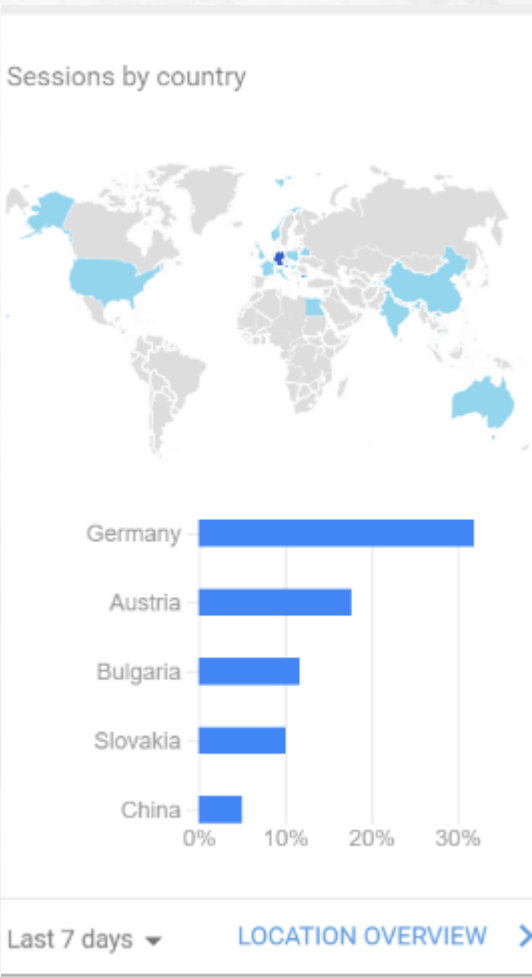 Sessions by country
Germany
Austria
Bulgaria
Slovakia
China
0% 10% 20% 30%
Last 7 days LOCATION OVERVIEW